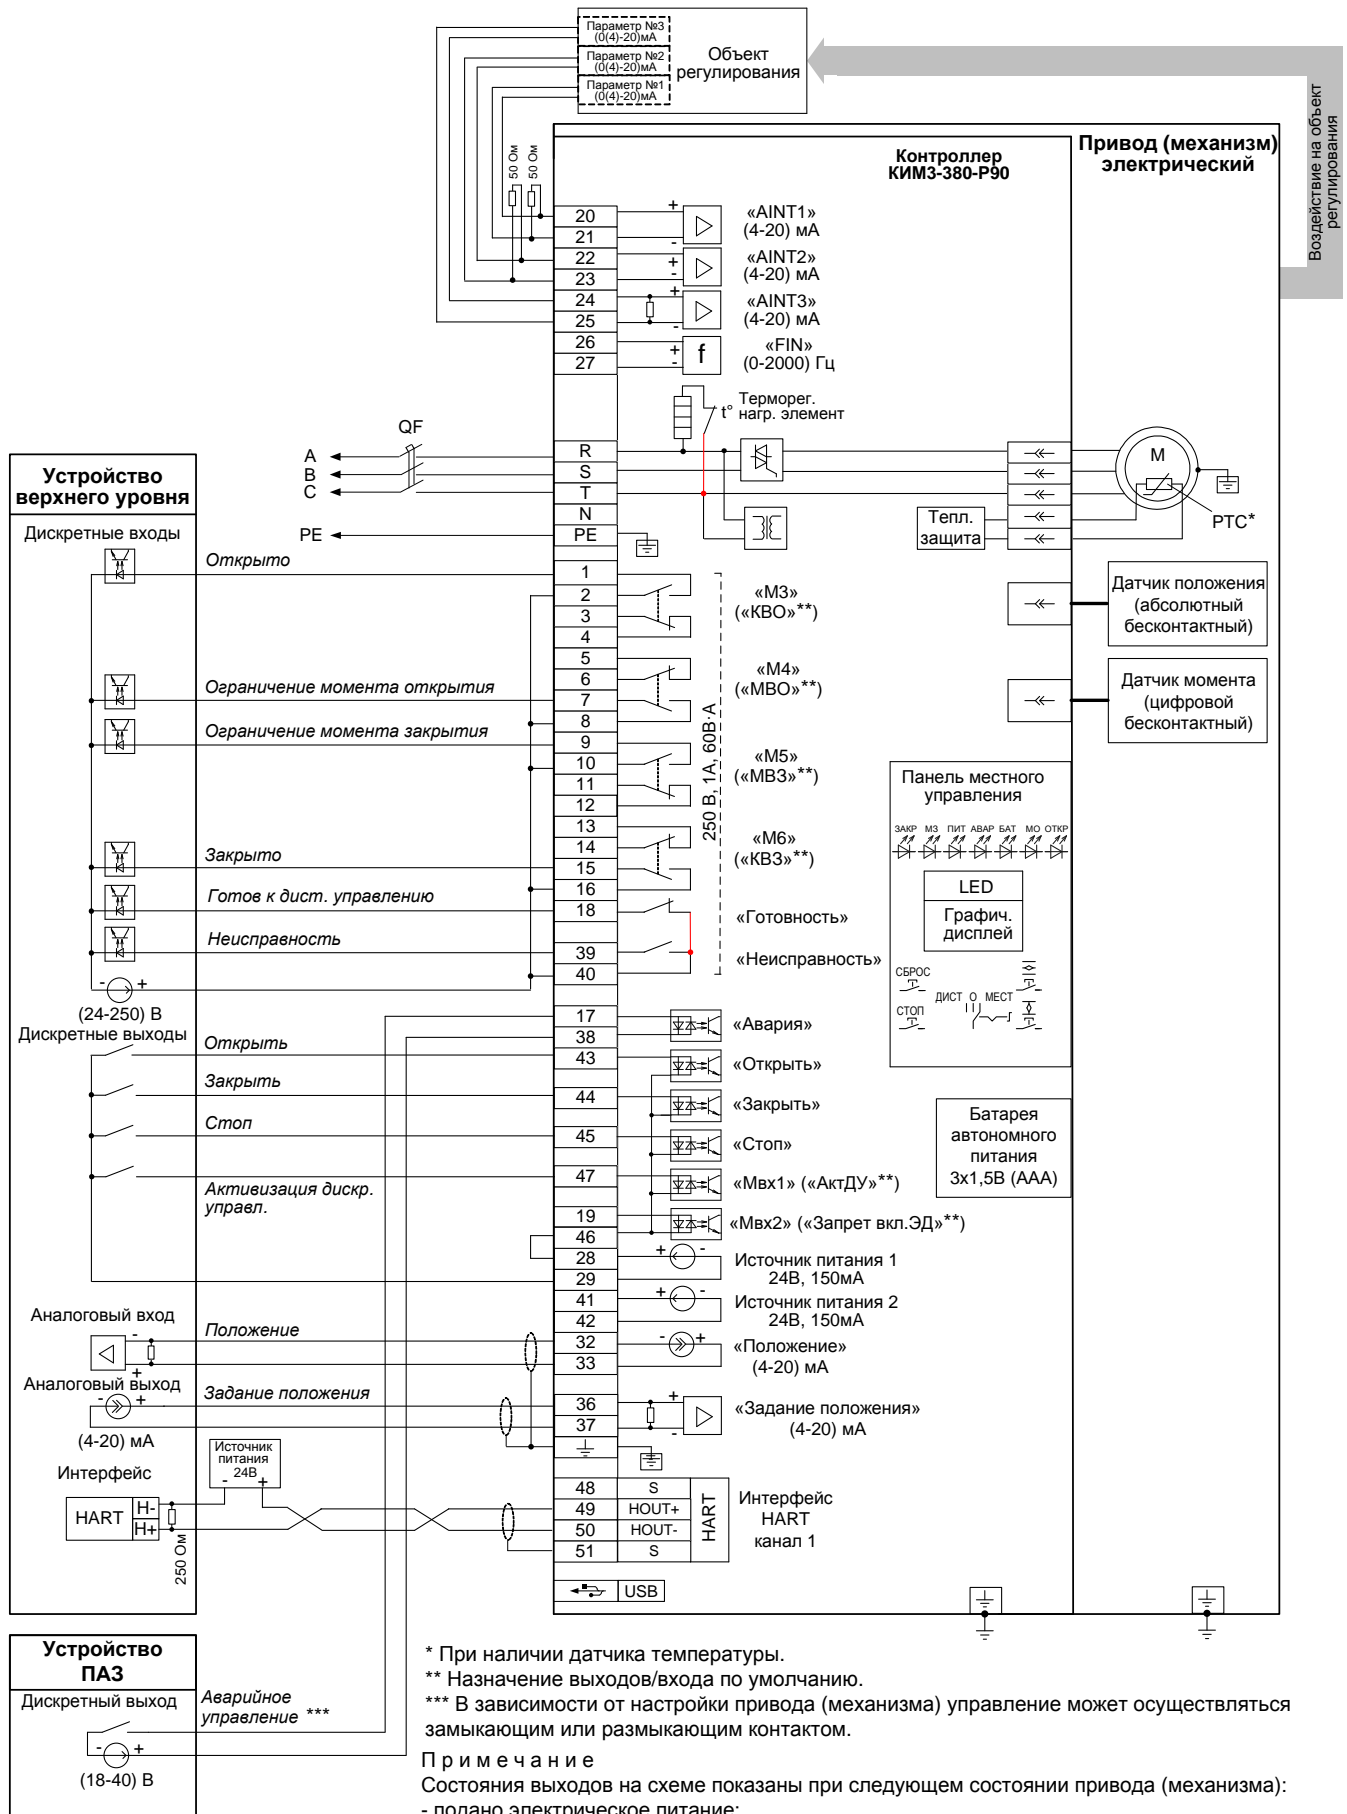 Параметр №3
(0(4)-20)мА
Параметр №2
(0(4)-20)мА
Параметр №1
(0(4)-20)мА
Объект
регулирования
Воздействие на объект
регулирования
Контроллер
КИМ3-380-Р90
Привод (механизм)
электрический
50 Ом
50 Ом
20
21
22
23
24
25
26
27
+
-
«AINT1»
(4-20) мА
+
-
«AINT2»
(4-20) мА
+
-
«AINT3»
(4-20) мА
+
-
f
«FIN»
(0-2000) Гц
t°
Терморег.
нагр. элемент
QF
A
B
C
PE
R
S
T
N
PE
Тепл.
защита
M
РТС*
Устройство
верхнего уровня
Дискретные входы
Открыто
Ограничение момента открытия
Ограничение момента закрытия
Закрыто
Готов к дист. управлению
Неисправность
- +
(24-250) В
1
2
3
4
5
6
7
8
9
10
11
12
13
14
15
16
18
39
40
«М3»
(«КВО»**)
«М4»
(«МВО»**)
«М5»
(«МВЗ»**)
«М6»
(«КВЗ»**)
«Готовность»
«Неисправность»
250 В, 1А, 60В·А
Датчик положения
(абсолютный
бесконтактный)
Датчик момента
(цифровой
бесконтактный)
Панель местного
управления
ЗАКР МЗ ПИТ АВАР БАТ МО ОТКР
LED
Графич.
дисплей
СБРОС
СТОП
ДИСТ О МЕСТ
Батарея
автономного
питания
3х1,5В (ААА)
Дискретные выходы
Открыть
Закрыть
Стоп
Активизация дискр.
управл.
17
38
43
44
45
47
19
46
28
29
41
42
32
33
36
37
«Авария»
«Открыть»
«Закрыть»
«Стоп»
«Мвх1» («АктДУ»**)
«Мвх2» («Запрет вкл.ЭД»**)
+ -
Источник питания 1
24В, 150мА
+ -
Источник питания 2
24В, 150мА
- +
«Положение»
(4-20) мА
+
-
«Задание положения»
(4-20) мА
Аналоговый вход
-
+
Положение
Аналоговый выход
- +
Задание положения
(4-20) мА
Интерфейс
HART
H-
H+
250 Ом
Источник
питания
24В
- +
48 S
49 HOUT+
50 HOUT-
51 S
HART
Интерфейс
HART
канал 1
USB
Устройство
ПАЗ
Дискретный выход
Аварийное
управление ***
- +
(18-40) В
* При наличии датчика температуры.
** Назначение выходов/входа по умолчанию.
*** В зависимости от настройки привода (механизма) управление может осуществляться
замыкающим или размыкающим контактом.
Примечание
Состояния выходов на схеме показаны при следующем состоянии привода (механизма):
- подано электрическое питание;